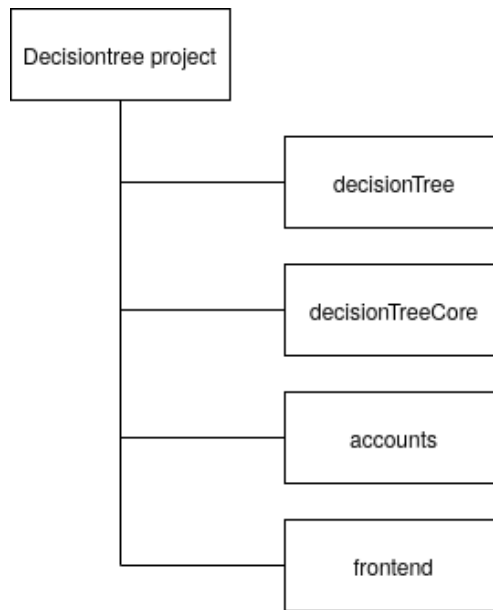 Decisiontree project
decisionTree
decisionTreeCore
accounts
frontend